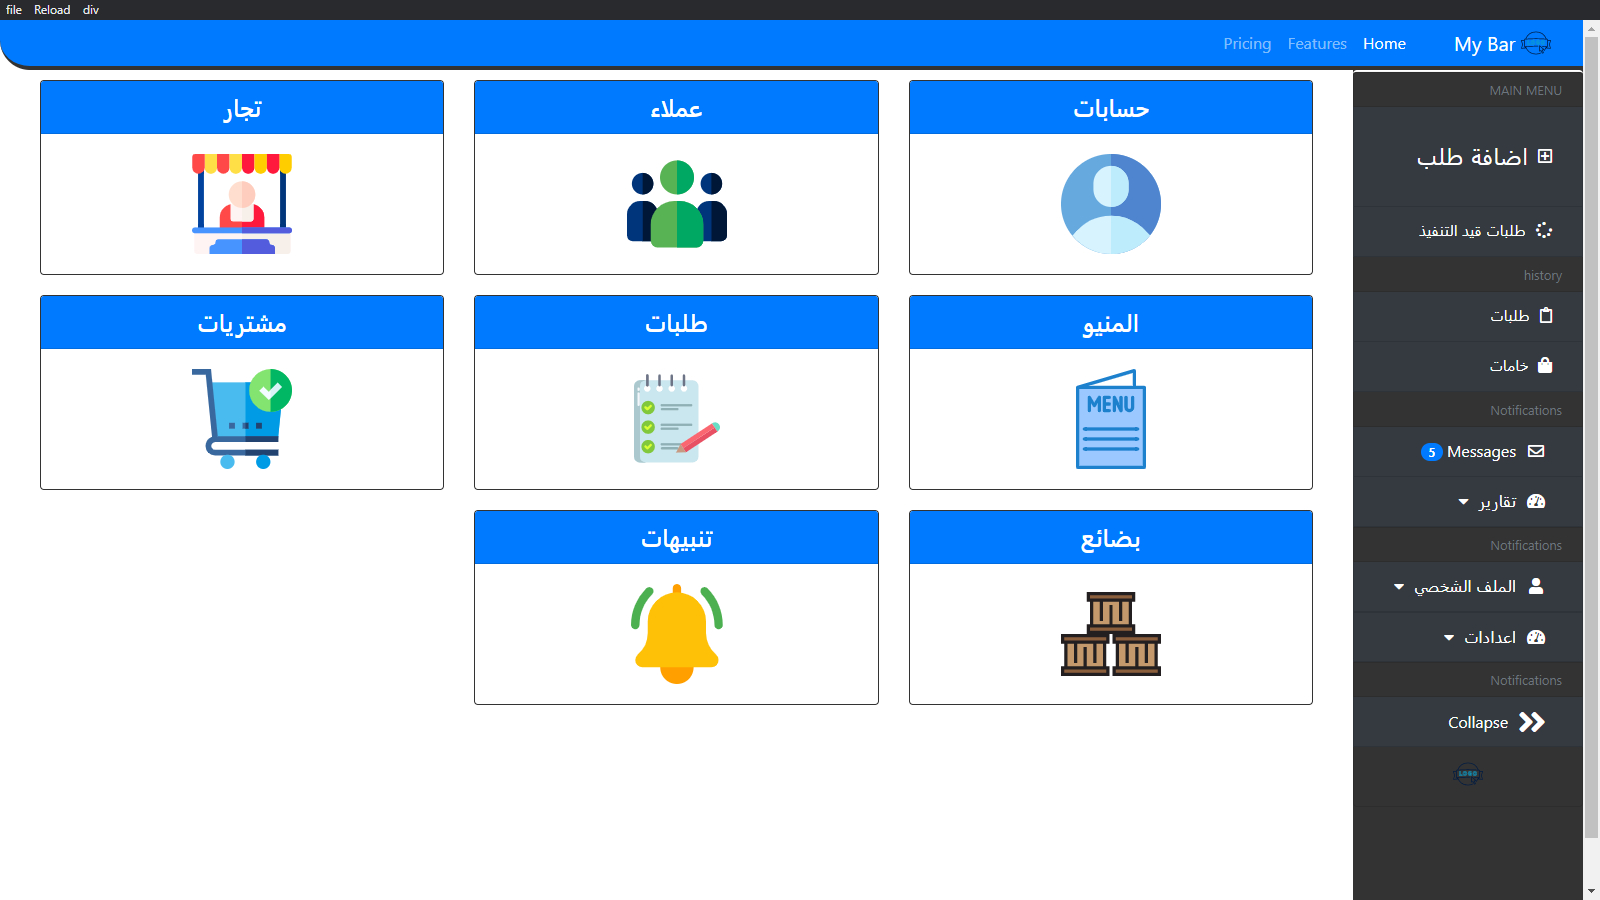 file Reload div
My Bar Home Features Pricing
MAIN MENU
اضافة طلب
طلبات قيد التنفيذ
history
طلبات
خامات
Notifications
Messages 5
تقارير
Notifications
الملف الشخصي
اعدادات
Notifications
Collapse
LOGO
حسابات
عملاء
تجار
المنيو
MENU
طلبات
مشتريات
بضائع
تنبيهات